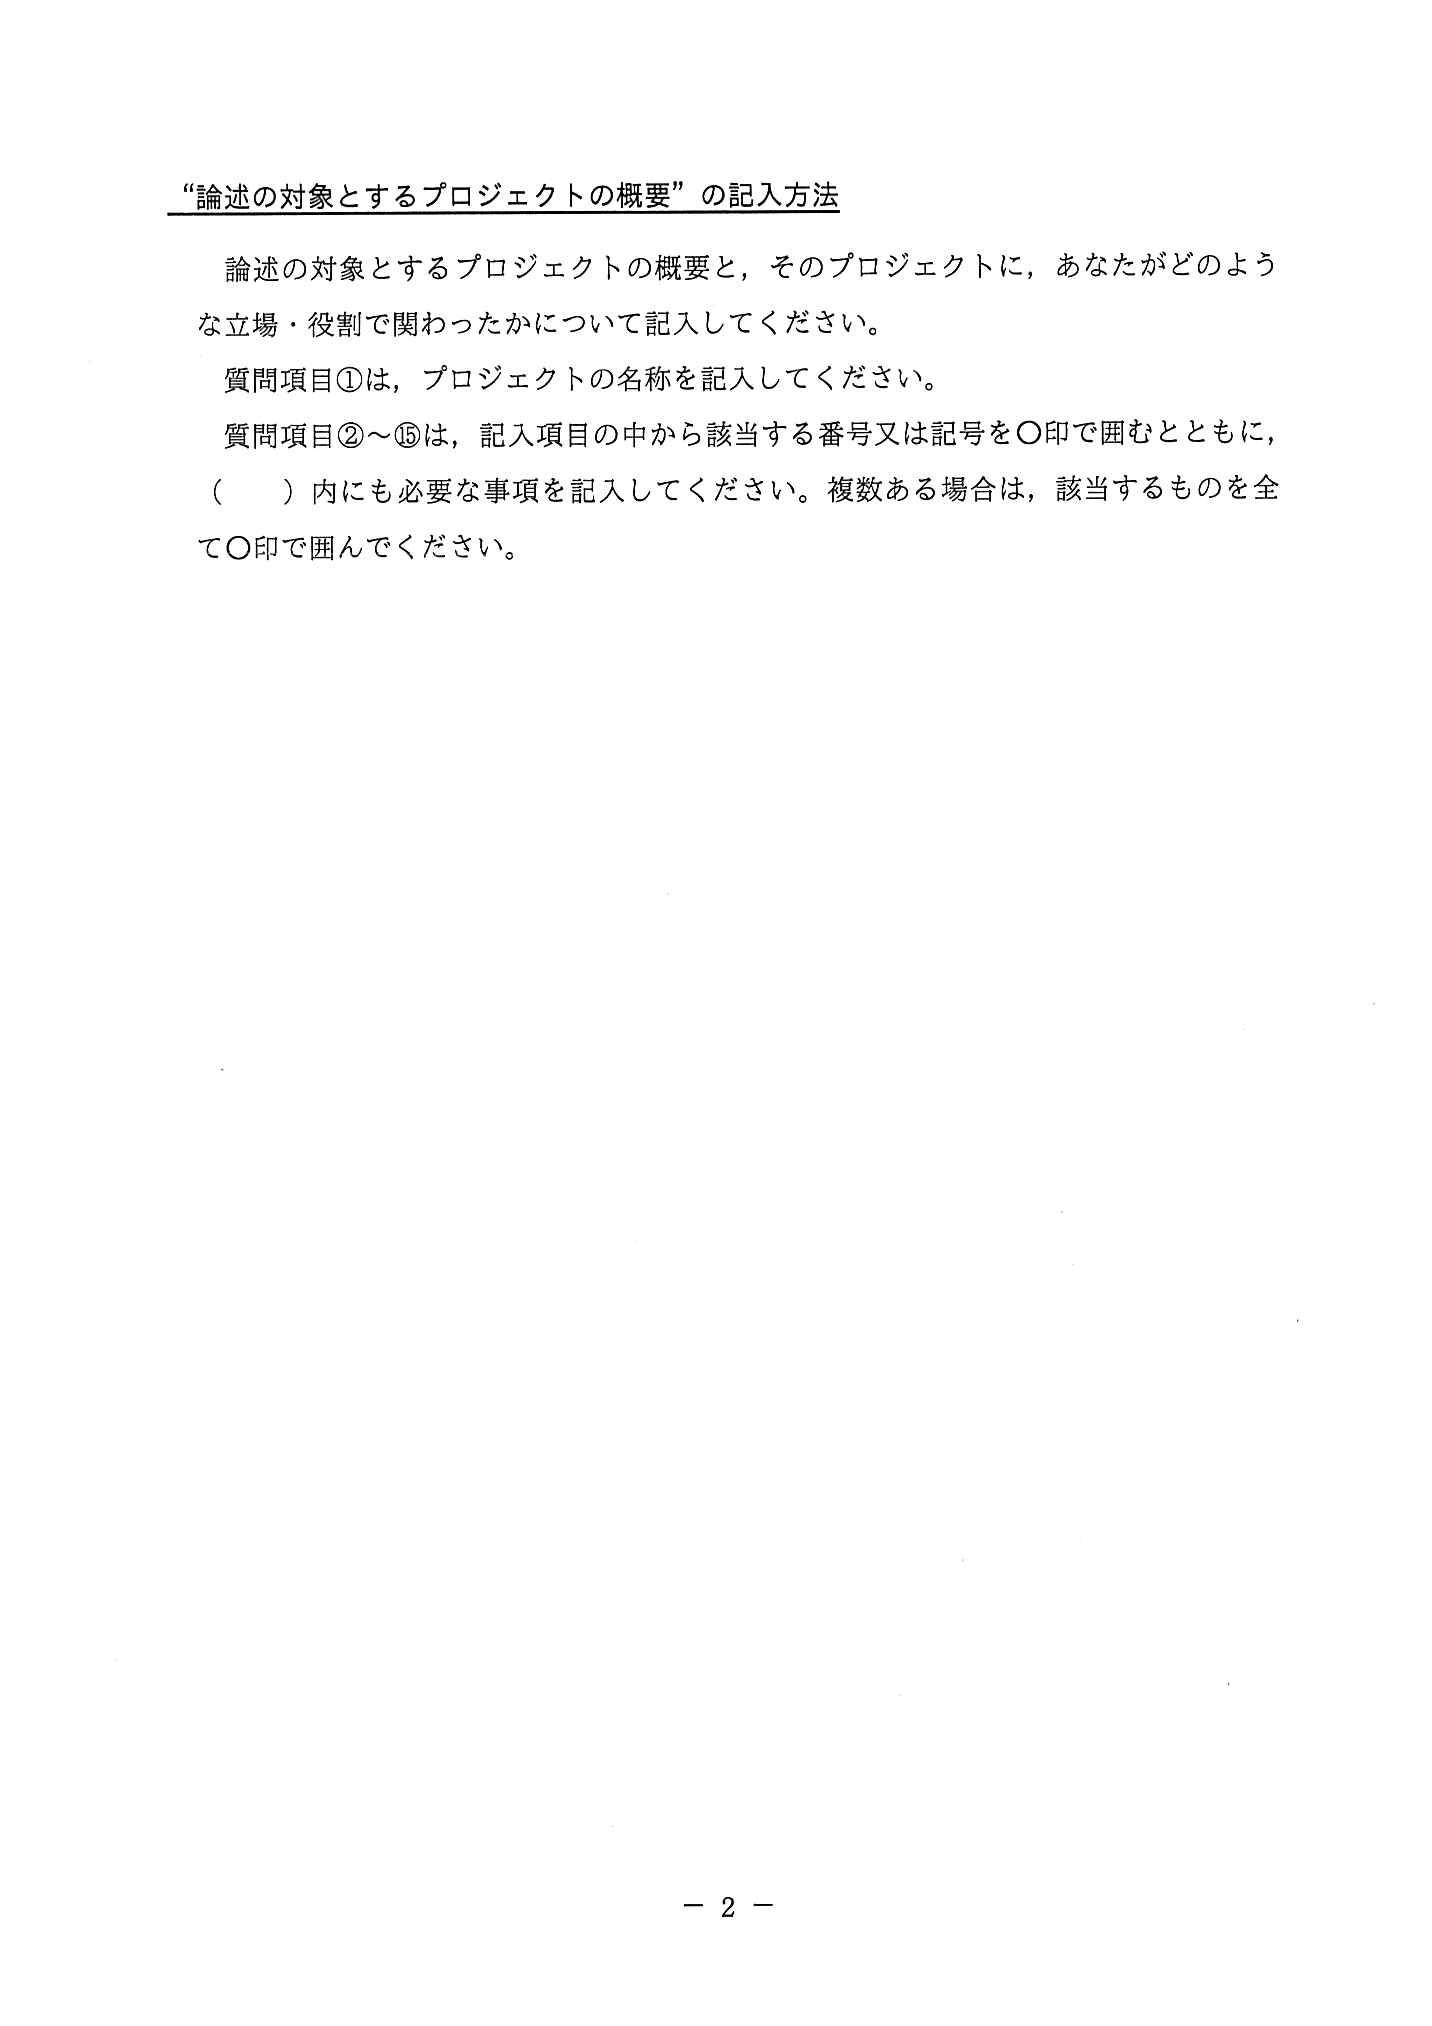 “論述の対象とするプロジェクトの概要”の記入方法
論述の対象とするプロジェクトの概要と，そのプロジェクトに，あなたがどのよう
な立場・役割で関わったかについて記入してください。
質問項目①は，プロジェクトの名称を記入してください。
質問項目②～⑮は，記入項目の中から該当する番号又は記号を〇印で囲むとともに，
（　　）内にも必要な事項を記入してください。複数ある場合は，該当するものを全
て〇印で囲んでください。
－ 2 －